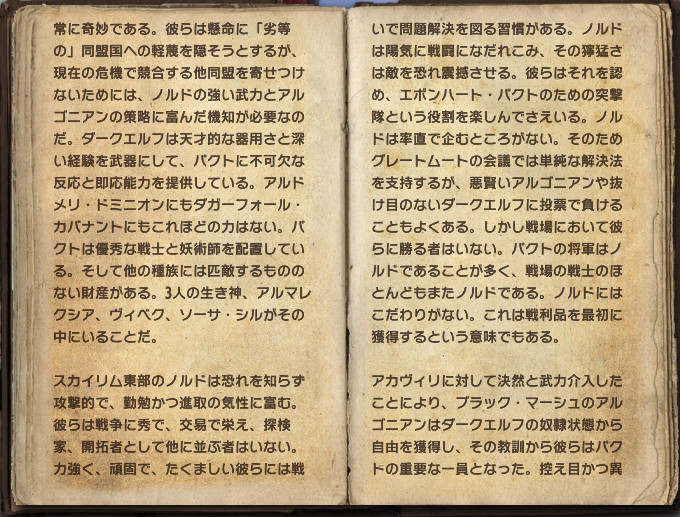 常に奇妙である。彼らは懸命に「劣等
の」同盟国への軽蔑を隠そうとするが、
現在の危機で競合する他同盟を寄せつけ
ないためには、ノルドの強い武力とアル
ゴニアンの策略に富んだ機知が必要なの
だ。ダークエルフは天才的な器用さと深
い経験を武器にして、パクトに不可欠な
反応と即応能力を提供している。アルド
メリ・ドミニオンにもダガーフォール・
カバナントにもこれほどの力はない。パ
クトは優秀な戦士と妖術師を配置してい
る。そして他の種族には匹敵するものの
ない財産がある。3人の生き神、アルマレ
クシア、ヴィベク、ソーサ・シルがその
中にいることだ。

スカイリム東部のノルドは恐れを知らず
攻撃的で、勤勉かつ進取の気性に富む。
彼らは戦争に秀で、交易で栄え、探検
家、開拓者として他に並ぶ者はいない。
力強く、頑固で、たくましい彼らには戦
いで問題解決を図る習慣がある。ノルド
は陽気に戦闘になだれこみ、その獰猛さ
は敵を恐れ震撼させる。彼らはそれを認
め、エボンハート・パクトのための突撃
隊という役割を楽しんでさえいる。ノル
ドは率直で企むところがない。そのため
グレートムートの会議では単純な解決法
を支持するが、悪賢いアルゴニアンや抜
け目のないダークエルフに投票で負ける
こともよくある。しかし戦場において彼
らに勝る者はいない。パクトの将軍はノ
ルドであることが多く、戦場の戦士のほ
とんどもまたノルドである。ノルドには
こだわりがない。これは戦利品を最初に
獲得するという意味でもある。

アカヴィリに対して決然と武力介入した
ことにより、ブラック・マーシュのアル
ゴニアンはダークエルフの奴隷状態から
自由を獲得し、その教訓から彼らはパク
トの重要な一員となった。控え目かつ異